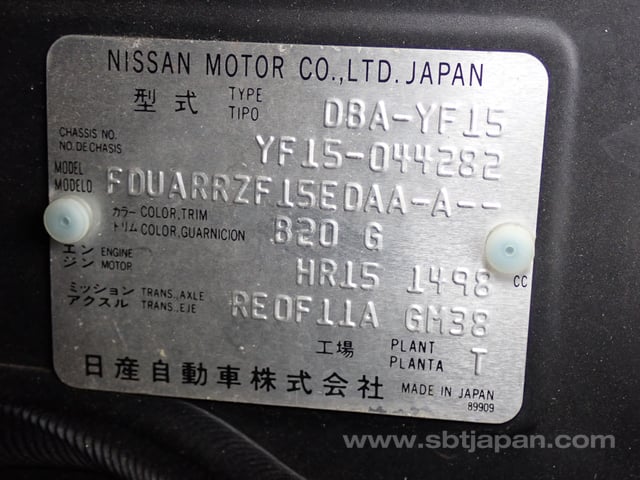 NISSAN MOTOR CO.,LTD. JAPAN
型式 TYPE TIPO DBA-YF15
CHASSIS NO. NO. DE CHASIS YF15-044282
MODEL MODELO FDUARRZF15EDAA-A--
カラー COLOR, TRIM
トリム COLOR, GUARNICION B20 G
エンジン ENGINE MOTOR HR15 1498 CC
ミッション TRANS., AXLE
アクスル TRANS., EJE RE0F11A GM38
工場 PLANT PLANTA T
日産自動車株式会社 MADE IN JAPAN
89909
www.sbtjapan.com